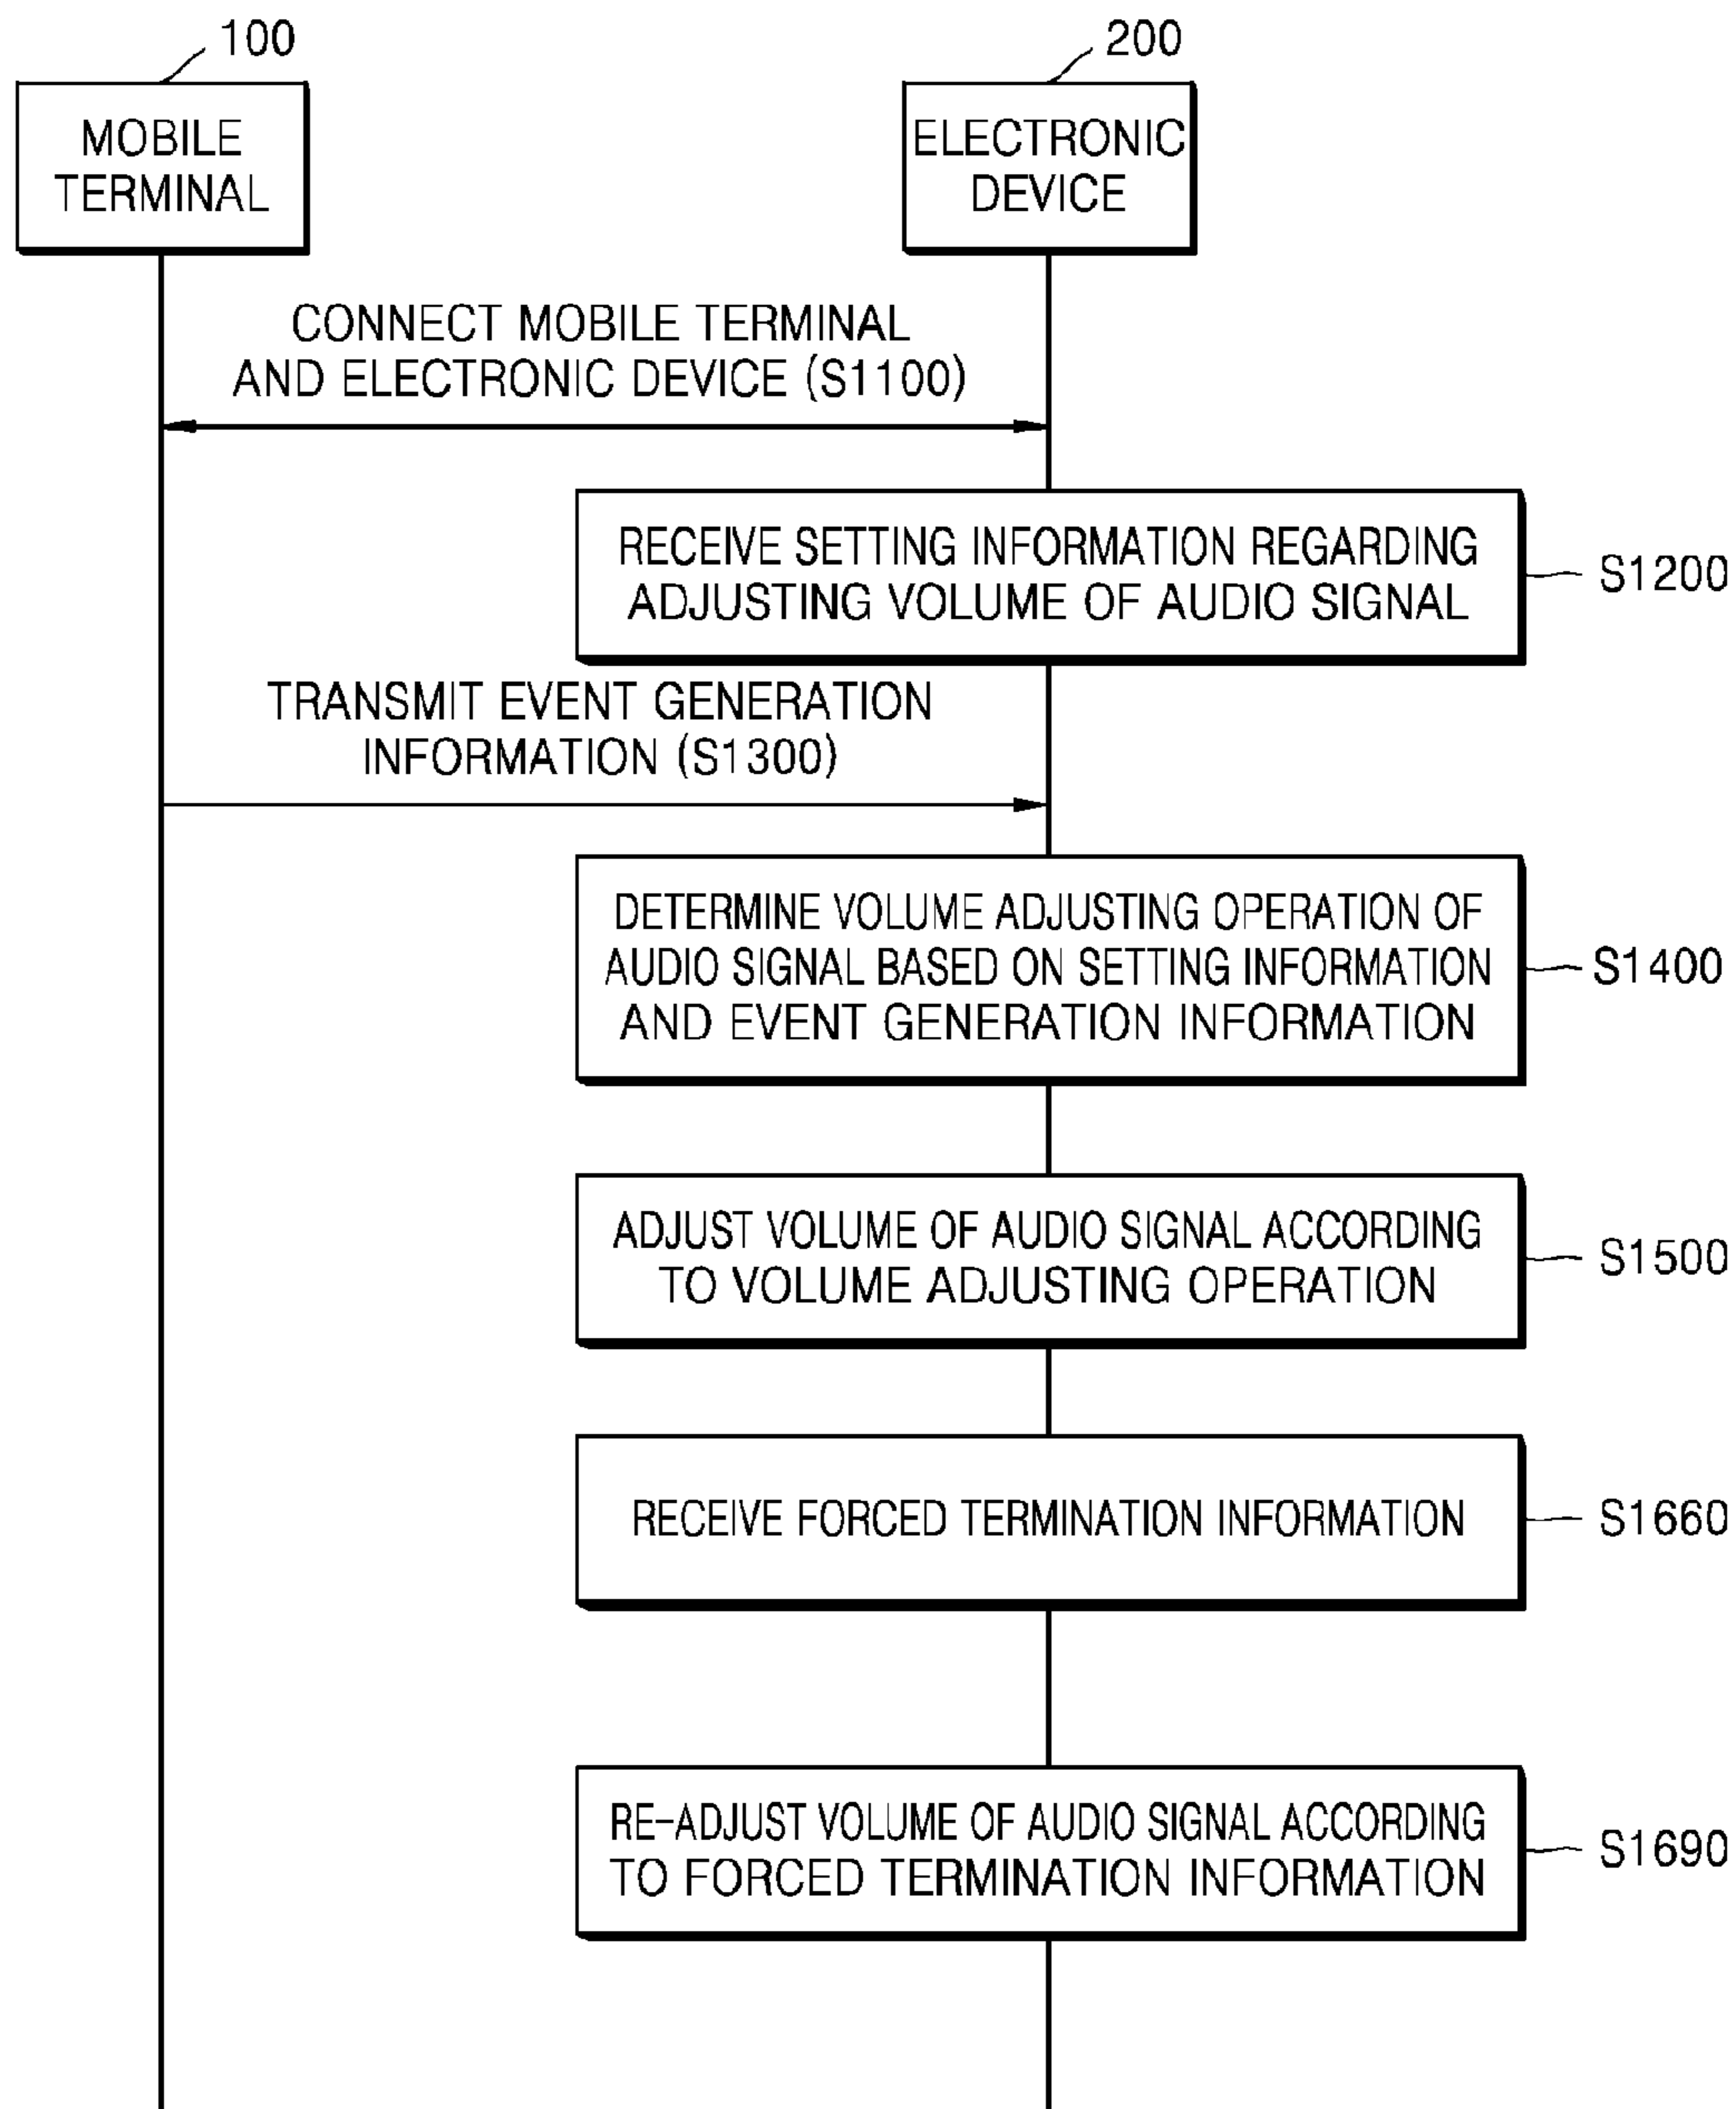 100
200
MOBILE
TERMINAL
ELECTRONIC
DEVICE
CONNECT MOBILE TERMINAL
AND ELECTRONIC DEVICE (S1100)
RECEIVE SETTING INFORMATION REGARDING
ADJUSTING VOLUME OF AUDIO SIGNAL
S1200
TRANSMIT EVENT GENERATION
INFORMATION (S1300)
DETERMINE VOLUME ADJUSTING OPERATION OF
AUDIO SIGNAL BASED ON SETTING INFORMATION
AND EVENT GENERATION INFORMATION
S1400
ADJUST VOLUME OF AUDIO SIGNAL ACCORDING
TO VOLUME ADJUSTING OPERATION
S1500
RECEIVE FORCED TERMINATION INFORMATION
S1660
RE-ADJUST VOLUME OF AUDIO SIGNAL ACCORDING
TO FORCED TERMINATION INFORMATION
S1690